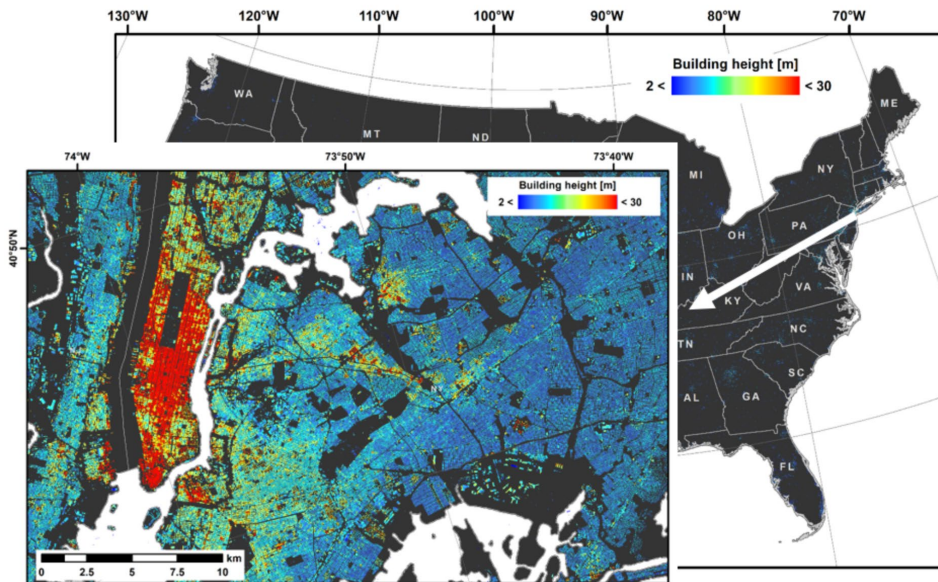 130°W 120°W 110°W 100°W 90°W 80°W 70°W
Building height [m]
2 < < 30
WA
MT
ND
ME
MI
NY
OH
PA
IN
KY
VA
TN
NC
SC
AL
GA
FL
74°W 73°50'W 73°40'W
Building height [m]
2 < < 30
40°50'N
km
0 2.5 5 7.5 10